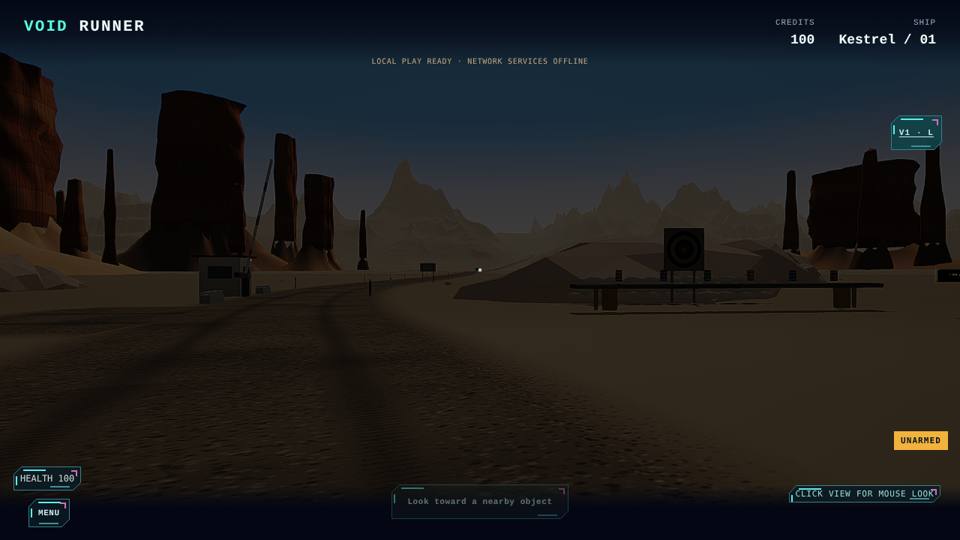 VOID RUNNER
CREDITS
100
SHIP
Kestrel / 01
LOCAL PLAY READY · NETWORK SERVICES OFFLINE
V1 · L
UNARMED
HEALTH 100
MENU
Look toward a nearby object
CLICK VIEW FOR MOUSE LOOK